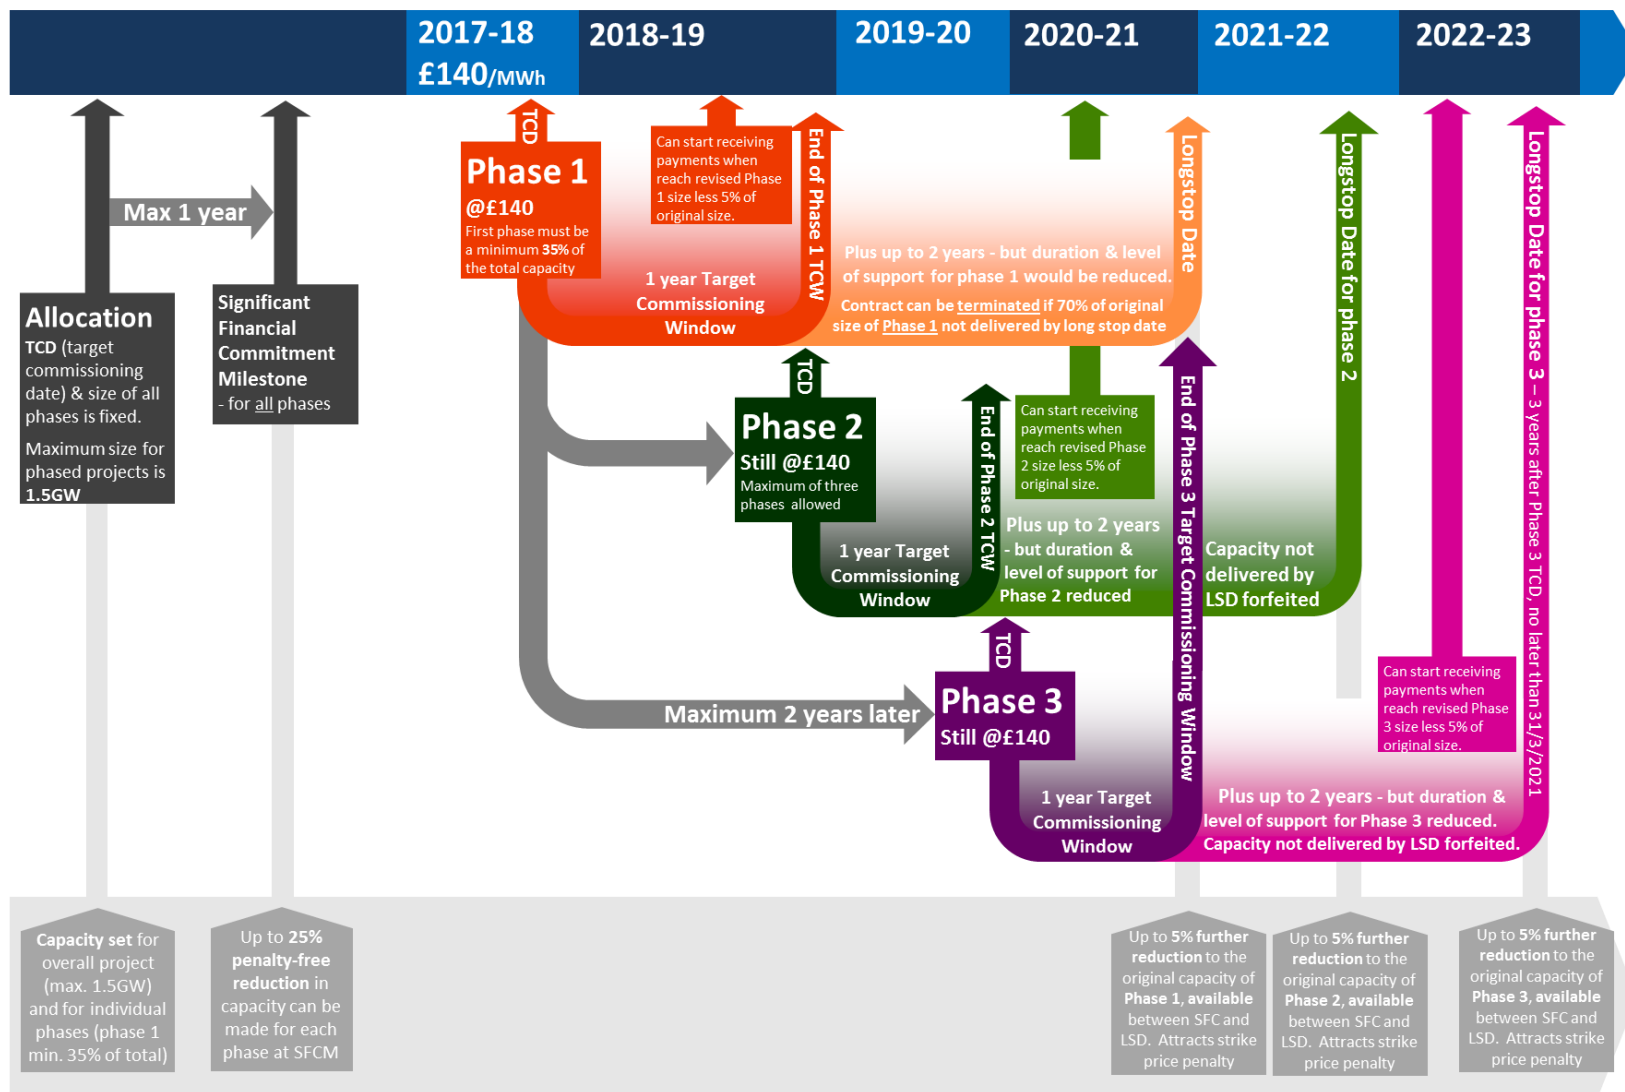 2017-18
£140/MWh
2018-19
2019-20
2020-21
2021-22
2022-23
Max 1 year
Allocation
TCD (target
commissioning
date) & size of all
phases is fixed.
Maximum size for
phased projects is
1.5GW
Significant
Financial
Commitment
Milestone
- for all phases
TCD
Phase 1
@£140
First phase must be
a minimum 35% of
the total capacity
Can start receiving
payments when
reach revised Phase
1 size less 5% of
original size.
1 year Target
Commissioning
Window
End of Phase 1 TCW
Plus up to 2 years - but duration & level
of support for phase 1 would be reduced.
Contract can be terminated if 70% of original
size of Phase 1 not delivered by long stop date
Longstop Date
TCD
Phase 2
Still @£140
Maximum of three
phases allowed
1 year Target
Commissioning
Window
End of Phase 2 TCW
Can start receiving
payments when
reach revised Phase
2 size less 5% of
original size.
Plus up to 2 years
- but duration &
level of support for
Phase 2 reduced
Capacity not
delivered by
LSD forfeited
Longstop Date for phase 2
Maximum 2 years later
TCD
Phase 3
Still @£140
1 year Target
Commissioning
Window
End of Phase 3 Target Commissioning Window
Can start receiving
payments when
reach revised Phase
3 size less 5% of
original size.
Plus up to 2 years - but duration &
level of support for Phase 3 reduced.
Capacity not delivered by LSD forfeited.
Longstop Date for phase 3 – 3 years after Phase 3 TCD, no later than 31/3/2021
Capacity set for
overall project
(max. 1.5GW)
and for individual
phases (phase 1
min. 35% of total)
Up to 25%
penalty-free
reduction in
capacity can be
made for each
phase at SFCM
Up to 5% further
reduction to the
original capacity of
Phase 1, available
between SFC and
LSD. Attracts strike
price penalty
Up to 5% further
reduction to the
original capacity of
Phase 2, available
between SFC and
LSD. Attracts strike
price penalty
Up to 5% further
reduction to the
original capacity of
Phase 3, available
between SFC and
LSD. Attracts strike
price penalty